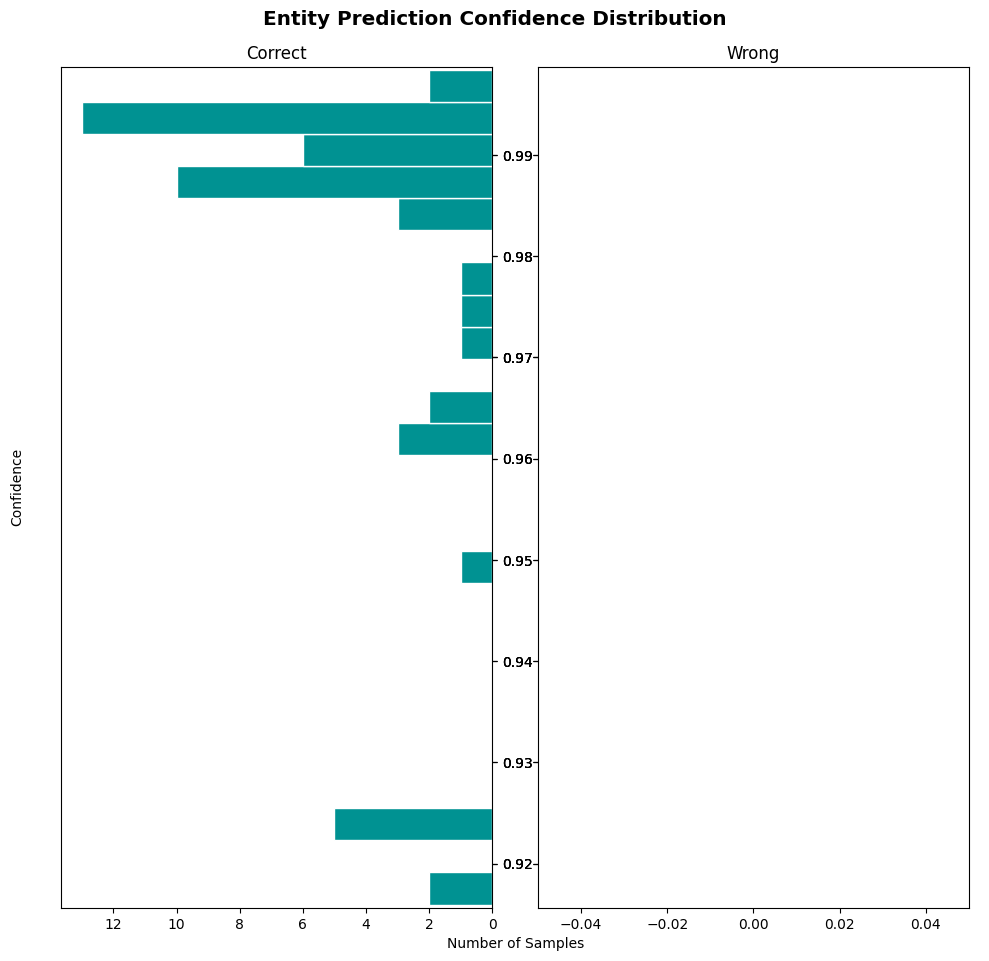 Entity Prediction Confidence Distribution
Correct
Wrong
0.99
0.98
0.97
0.96
0.95
0.94
0.93
0.92
Confidence
12 10 8 6 4 2 0
−0.04 −0.02 0.00 0.02 0.04
Number of Samples